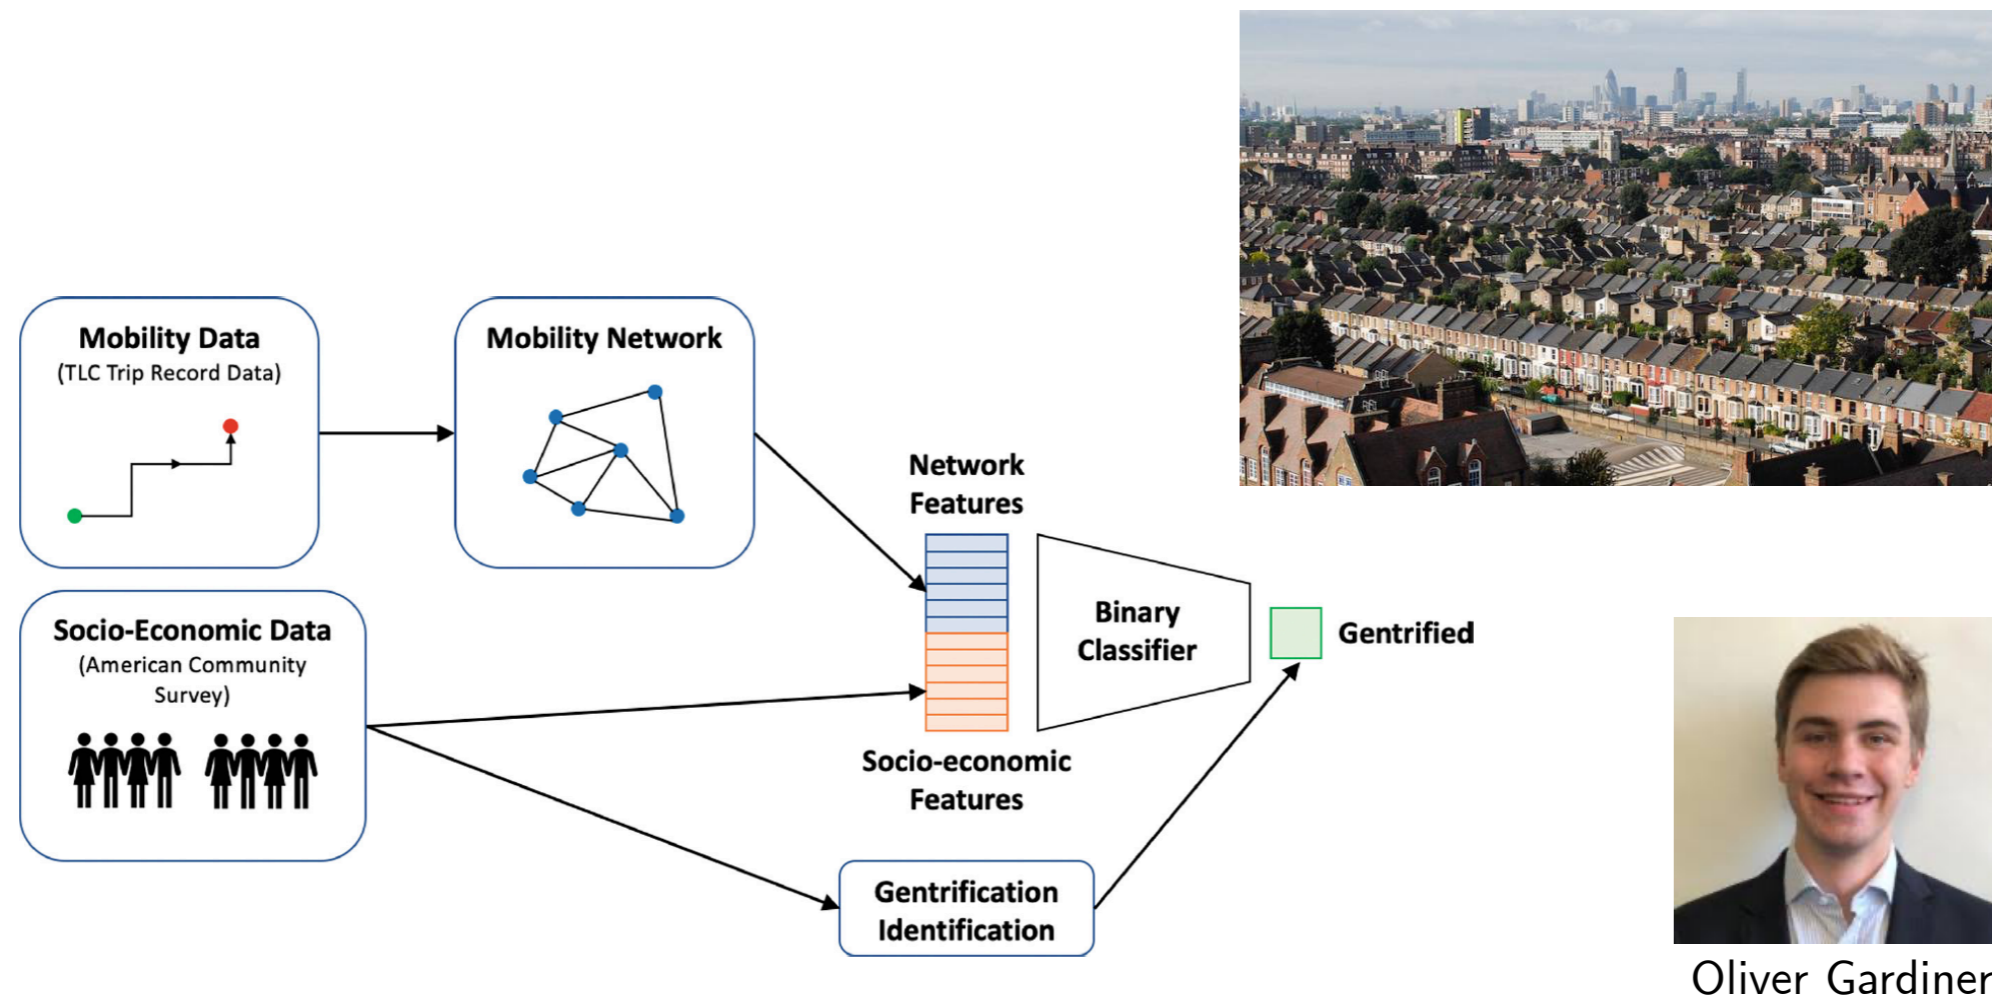 Mobility Data
(TLC Trip Record Data)
Mobility Network
Socio-Economic Data
(American Community
Survey)
Network
Features
Binary
Classifier
Gentrified
Socio-economic
Features
Gentrification
Identification
Oliver Gardiner